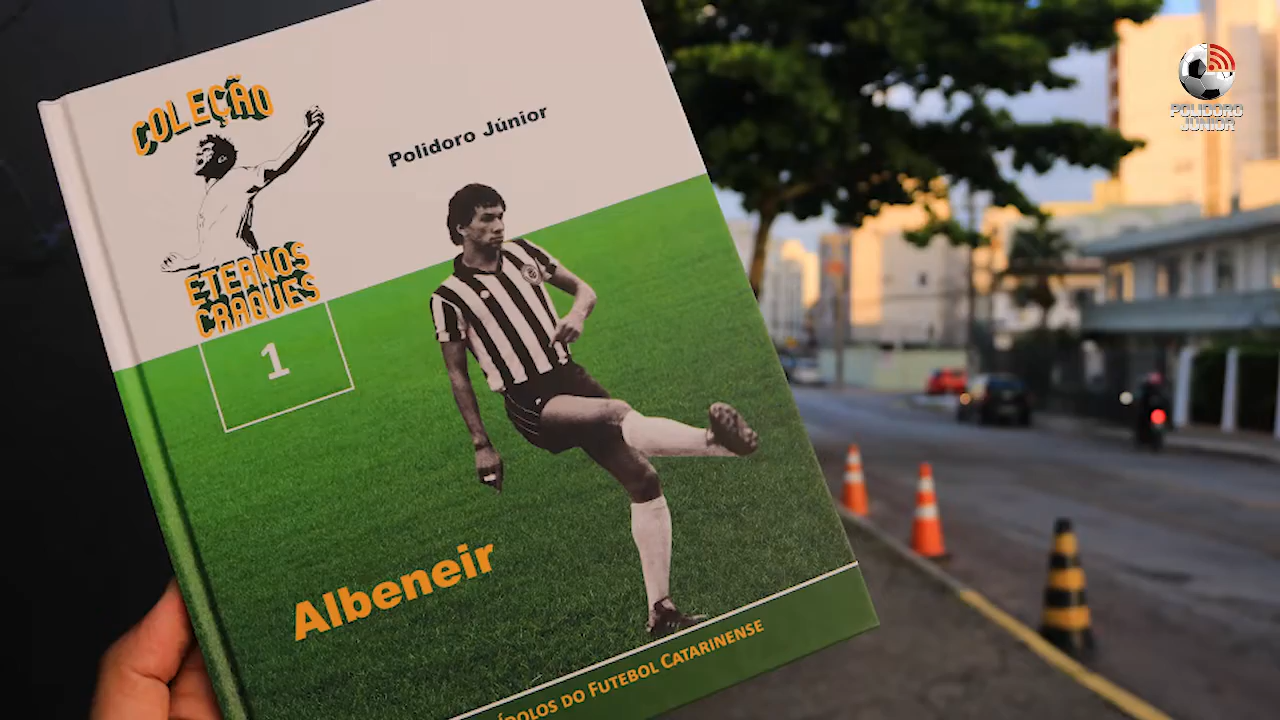 COLEÇÃO
ETERNOS
CRAQUES
1
Polidoro Júnior
Albeneir
ÍDOLOS DO FUTEBOL CATARINENSE
POLIDORO
JÚNIOR